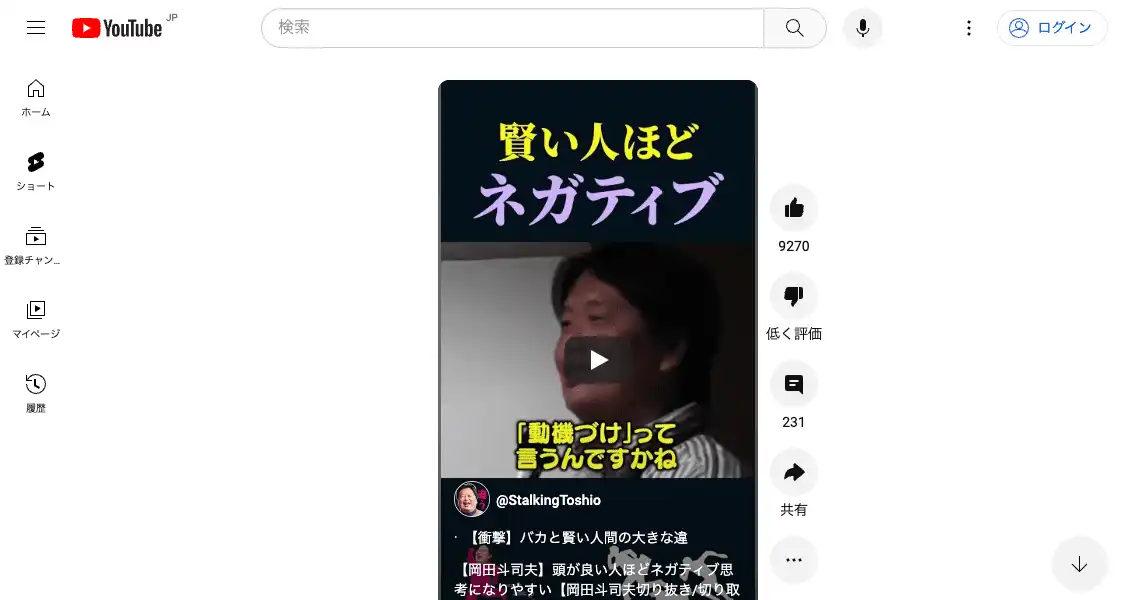 YouTube JP
検索
ログイン
ホーム
ショート
登録チャン...
マイページ
履歴
賢い人ほど
ネガティブ
「動機づけ」って
言うんですかね
@StalkingToshio
・【衝撃】バカと賢い人間の大きな違
【岡田斗司夫】頭が良い人ほどネガティブ思
考になりやすい【岡田斗司夫切り抜き/切り取
9270
低く評価
231
共有